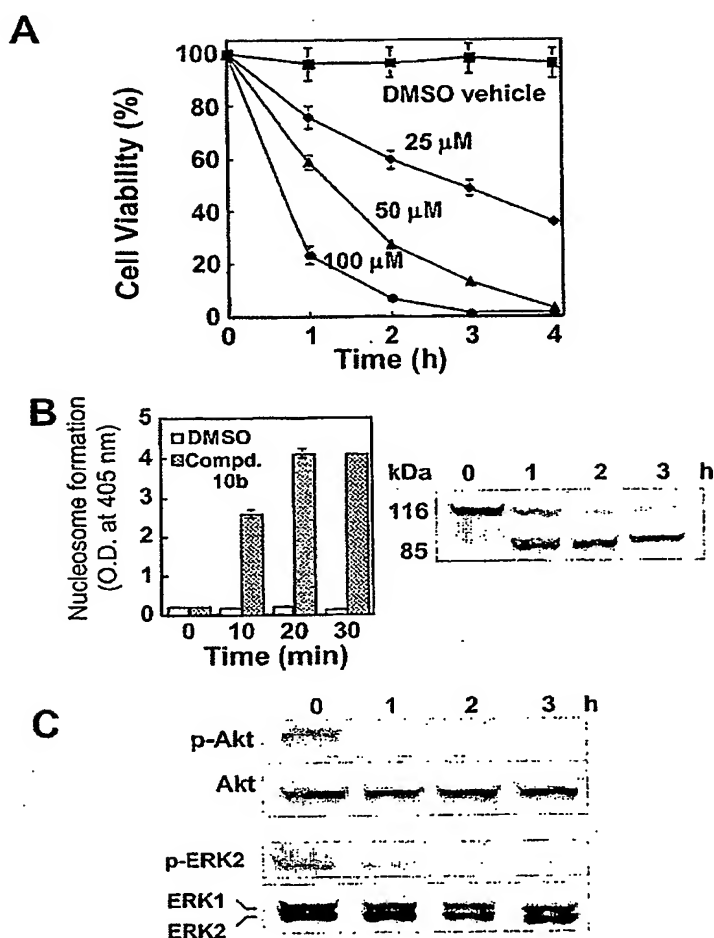 A
Cell Viability (%)
100
80
60
40
20
0
DMSO vehicle
25 μM
50 μM
100 μM
0 1 2 3 4
Time (h)
B
Nucleosome formation
(O.D. at 405 nm)
5
4
3
2
1
0
DMSO
Compd.
10b
0 10 20 30
Time (min)
kDa 0 1 2 3 h
116
85
C
0 1 2 3 h
p-Akt
Akt
p-ERK2
ERK1
ERK2